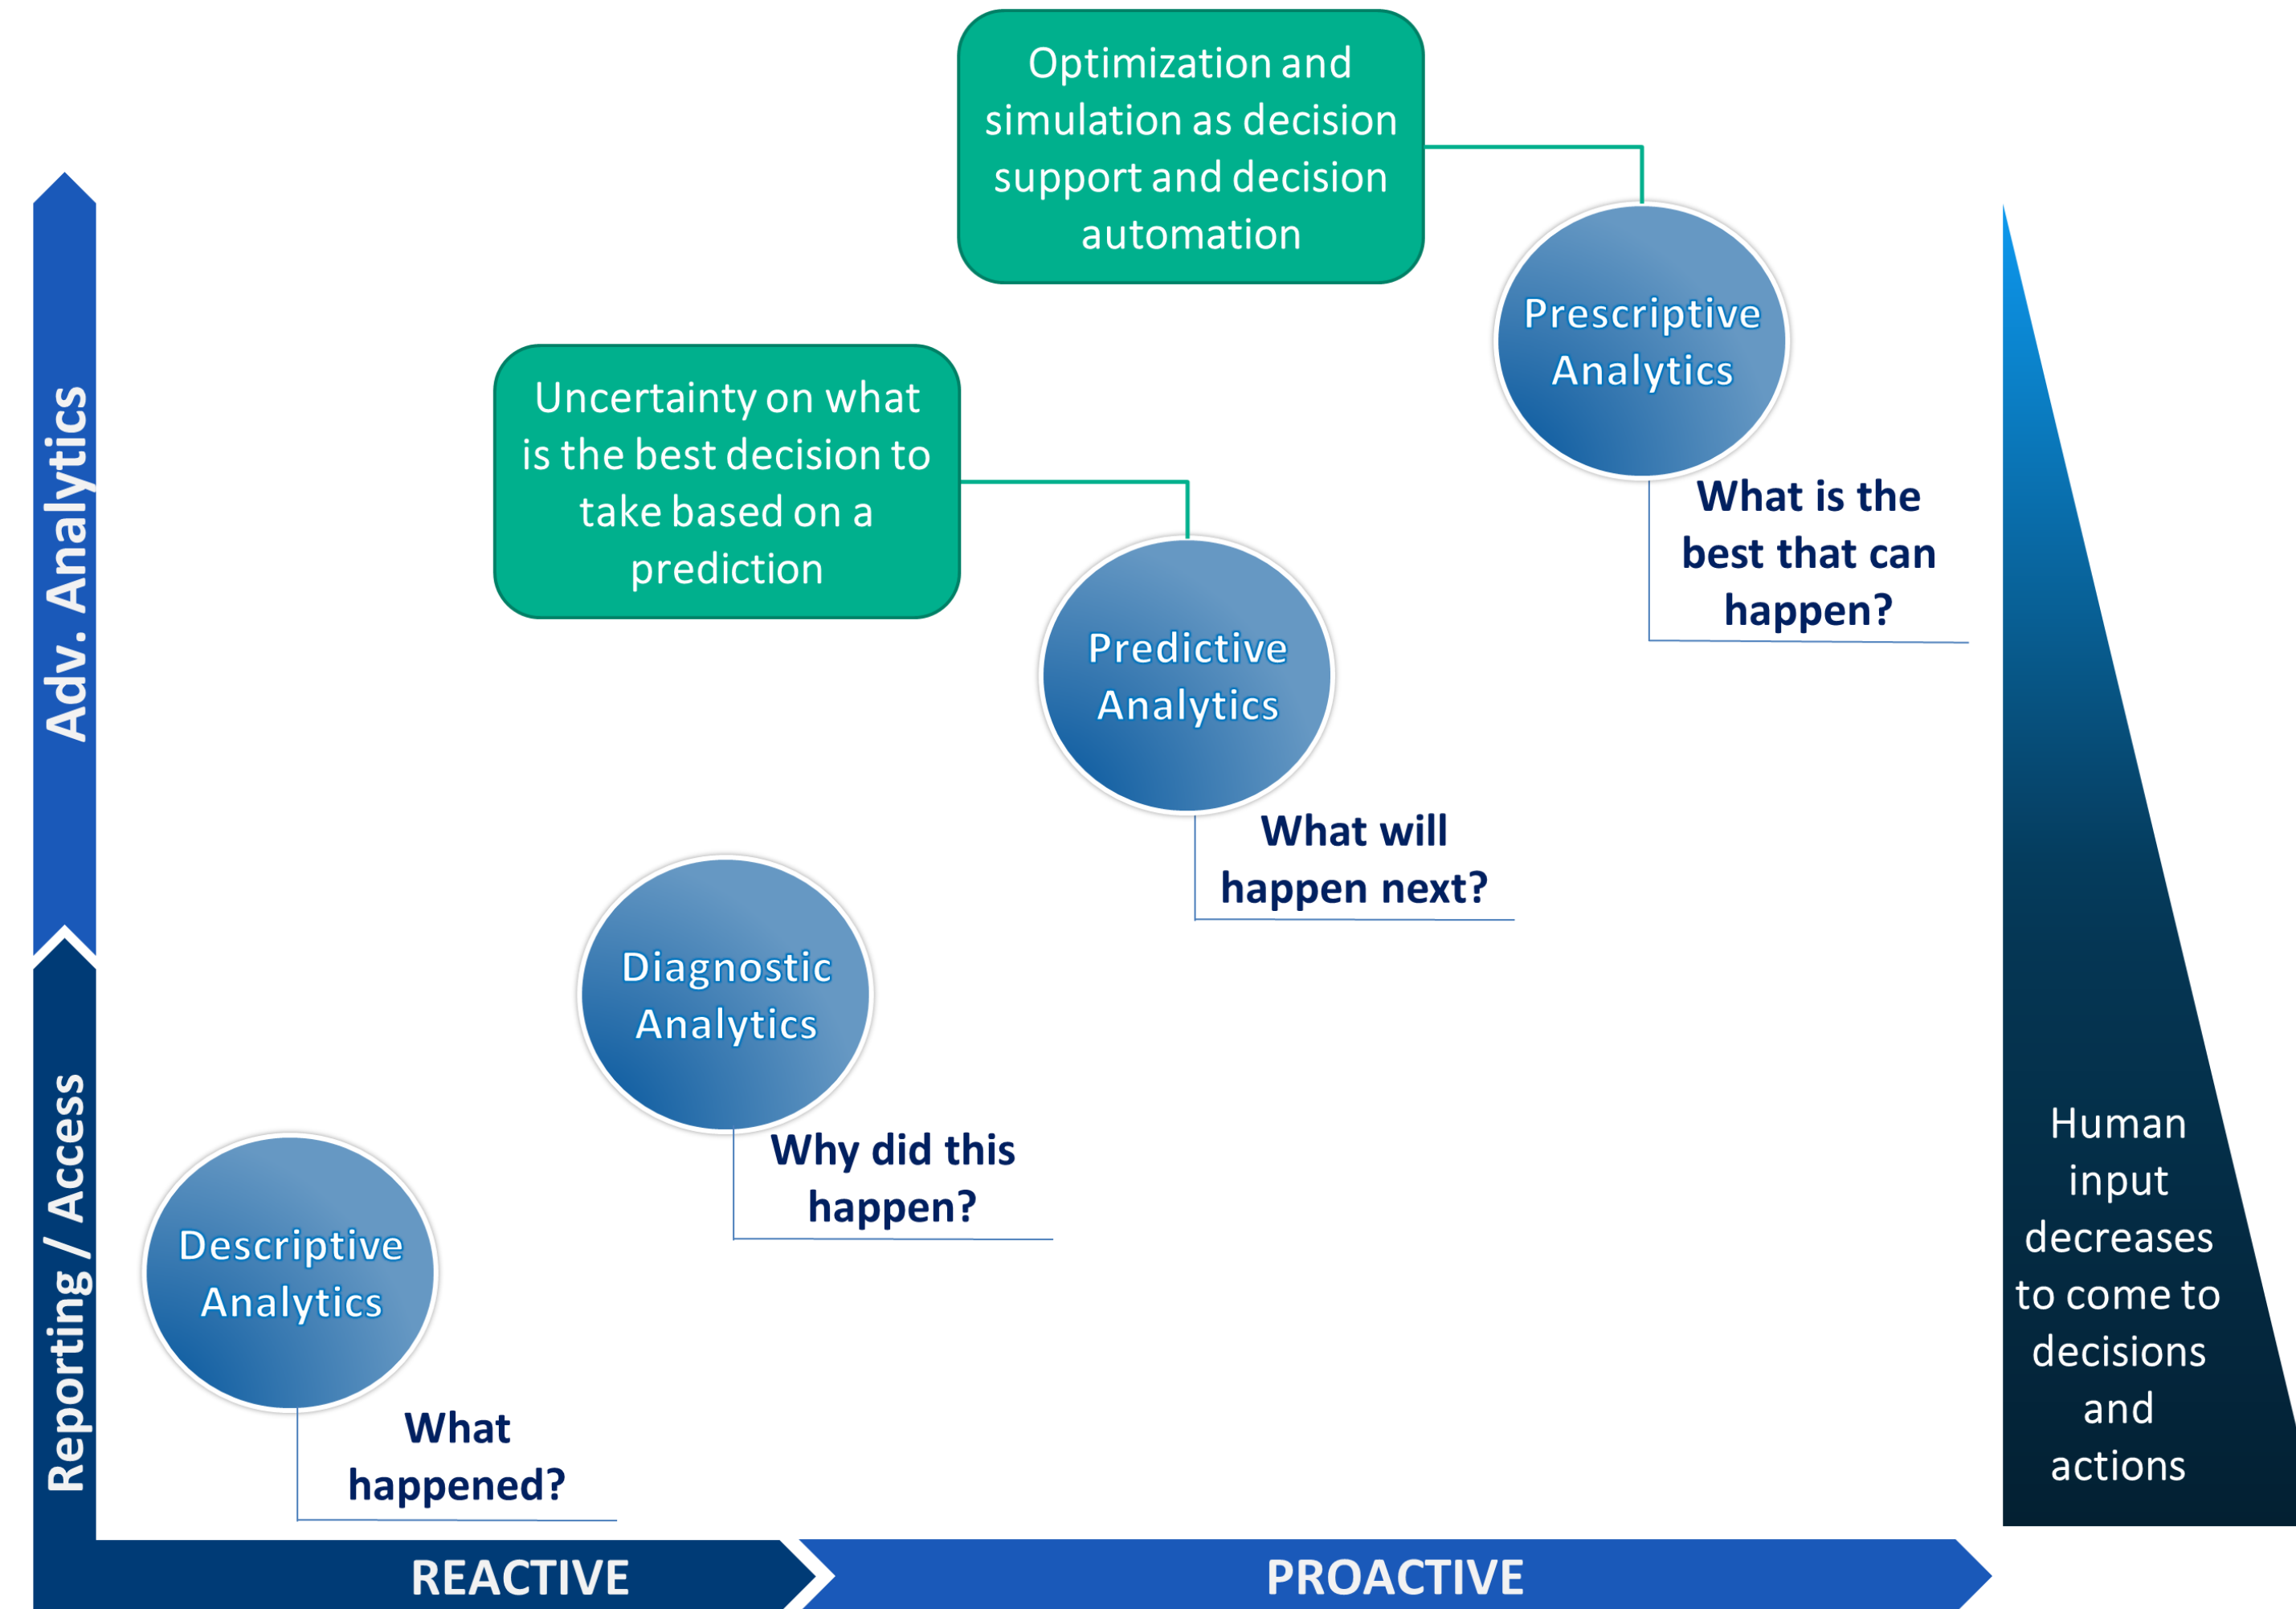 Optimization and
simulation as decision
support and decision
automation
Prescriptive
Analytics
What is the
best that can
happen?
Uncertainty on what
is the best decision to
take based on a
prediction
Predictive
Analytics
What will
happen next?
Diagnostic
Analytics
Why did this
happen?
Descriptive
Analytics
What
happened?
Adv. Analytics
Reporting / Access
REACTIVE
PROACTIVE
Human
input
decreases
to come to
decisions
and
actions